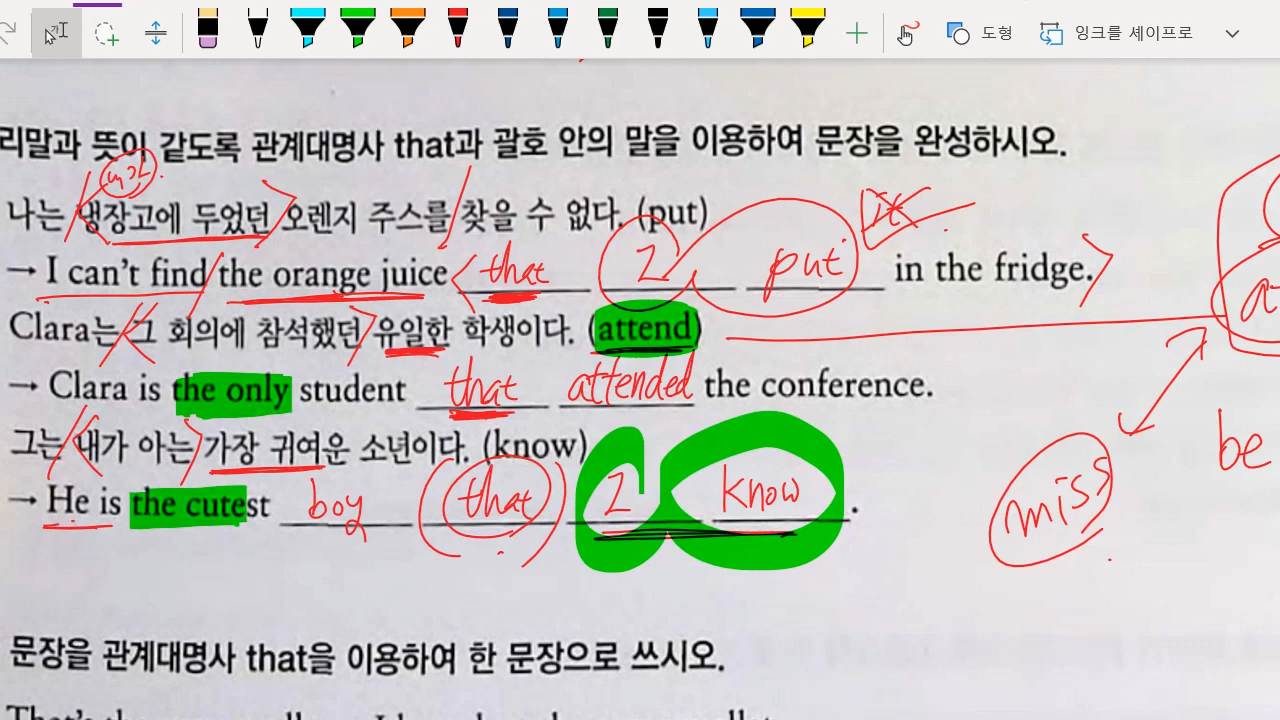 도형 잉크를 셰이프로
리말과 뜻이 같도록 관계대명사 that과 괄호 안의 말을 이용하여 문장을 완성하시오.
나는 냉장고에 두었던 오렌지 주스를 찾을 수 없다. (put) it
→ I can't find the orange juice that I put in the fridge.
Clara는 그 회의에 참석했던 유일한 학생이다. (attend)
→ Clara is the only student that attended the conference.
그는 내가 아는 가장 귀여운 소년이다. (know) be
→ He is the cutest boy that I know . miss
문장을 관계대명사 that을 이용하여 한 문장으로 쓰시오.